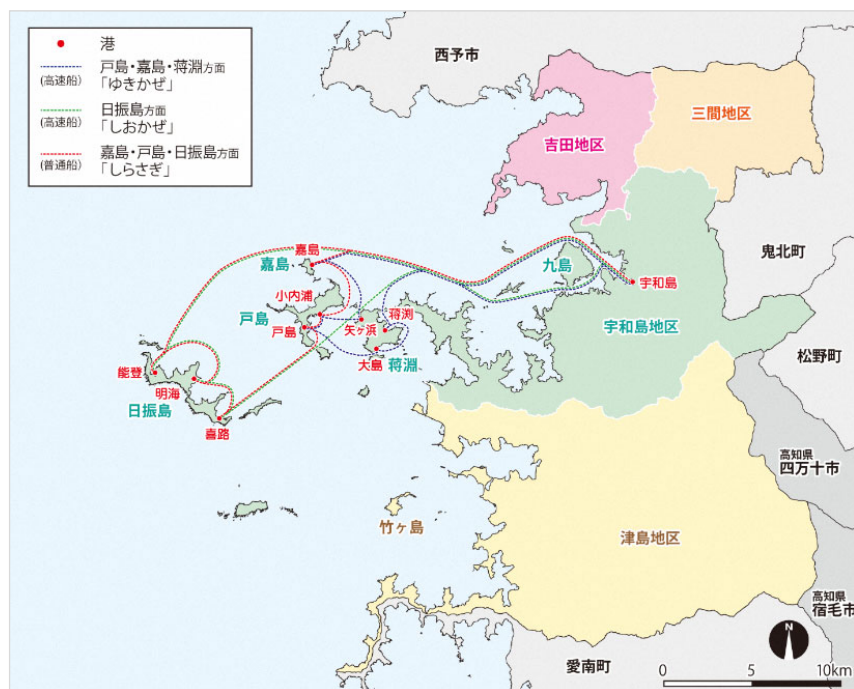 港
戸島・嘉島・蒋淵方面
(高速船)
「ゆきかぜ」
日振島方面
(高速船)
「しおかぜ」
嘉島・戸島・日振島方面
(普通船)
「しらさぎ」
西予市
三間地区
吉田地区
鬼北町
嘉島
嘉島
九島
宇和島
小内浦
戸島
戸島
矢ヶ浜
蒋渕
宇和島地区
松野町
大島
蒋淵
能登
明海
日振島
喜路
高知県
四万十市
竹ヶ島
津島地区
高知県
宿毛市
愛南町
N
0
5
10km